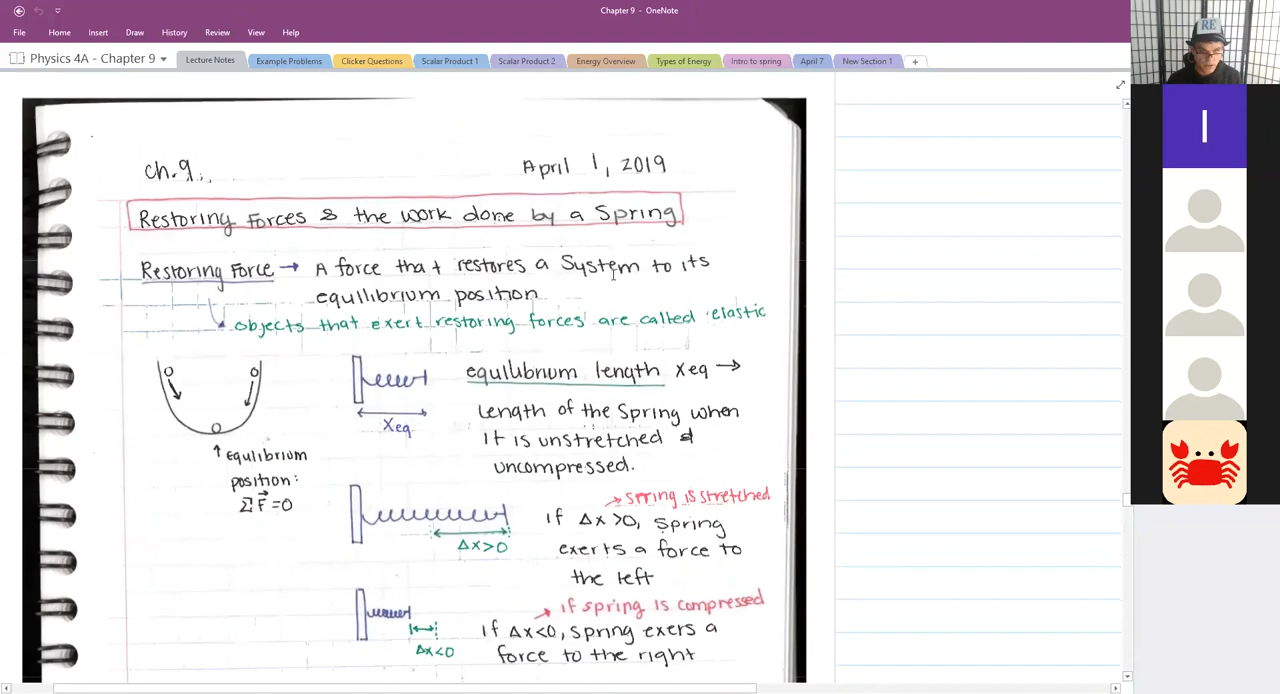 Chapter 9 - OneNote
File Home Insert Draw History Review View Help
Physics 4A - Chapter 9
Lecture Notes Example Problems Clicker Questions Scalar Product 1 Scalar Product 2 Energy Overview Types of Energy Intro to spring April 7 New Section 1 +
RE
I
ch.9.
April 1, 2019
Restoring Forces & the work done by a Spring
Restoring Force → A force that restores a System to its
equilibrium position.
objects that exert restoring forces are called elastic
equilibrium length Xeq →
Xeq
length of the spring when
it is unstretched &
uncompressed.
↑ Equilibrium
position:
ΣF⃗ = 0
→ spring is stretched
if Δx >0, spring
exerts a force to
the left
Δx>0
→ if spring is compressed
if Δx<0, spring exers a
force to the right
Δx<0